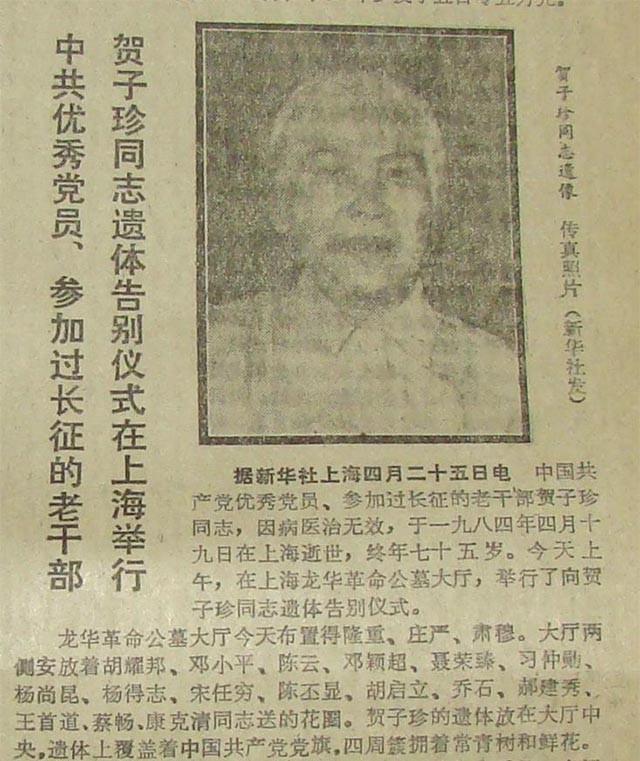 中共优秀党员、参加过长征的老干部
贺子珍同志遗体告别仪式在上海举行
贺子珍同志遗像 传真照片(新华社发)
据新华社上海四月二十五日电 中国共
产党优秀党员、参加过长征的老干部贺子珍
同志,因病医治无效,于一九八四年四月十
九日在上海逝世,终年七十五岁。今天上
午,在上海龙华革命公墓大厅,举行了向贺
子珍同志遗体告别仪式。
龙华革命公墓大厅今天布置得隆重、庄严、肃穆。大厅两
侧安放着胡耀邦、邓小平、陈云、邓颖超、聂荣臻、习仲勋、
杨尚昆、杨得志、宋任穷、陈丕显、胡启立、乔石、郝建秀、
王首道、蔡畅、康克清同志送的花圈。贺子珍的遗体放在大厅中
央,遗体上覆盖着中国共产党党旗,四周簇拥着常青树和鲜花。